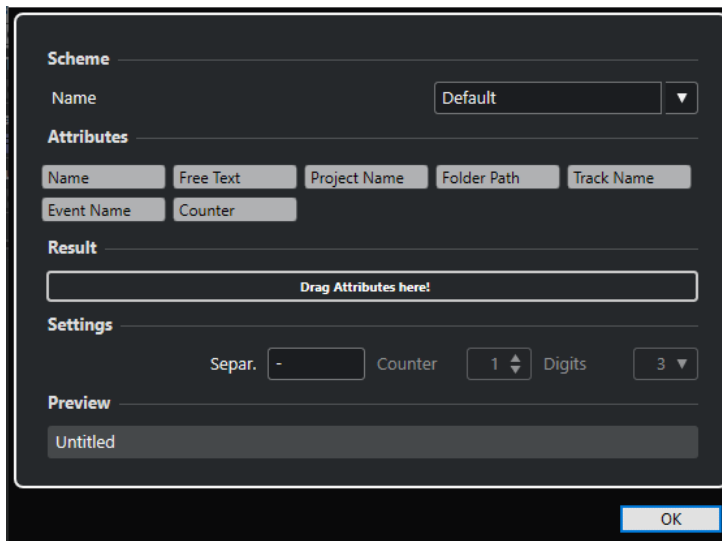 Scheme
Name Default
Attributes
Name Free Text Project Name Folder Path Track Name
Event Name Counter
Result
Drag Attributes here!
Settings
Separ. - Counter 1 Digits 3
Preview
Untitled
OK